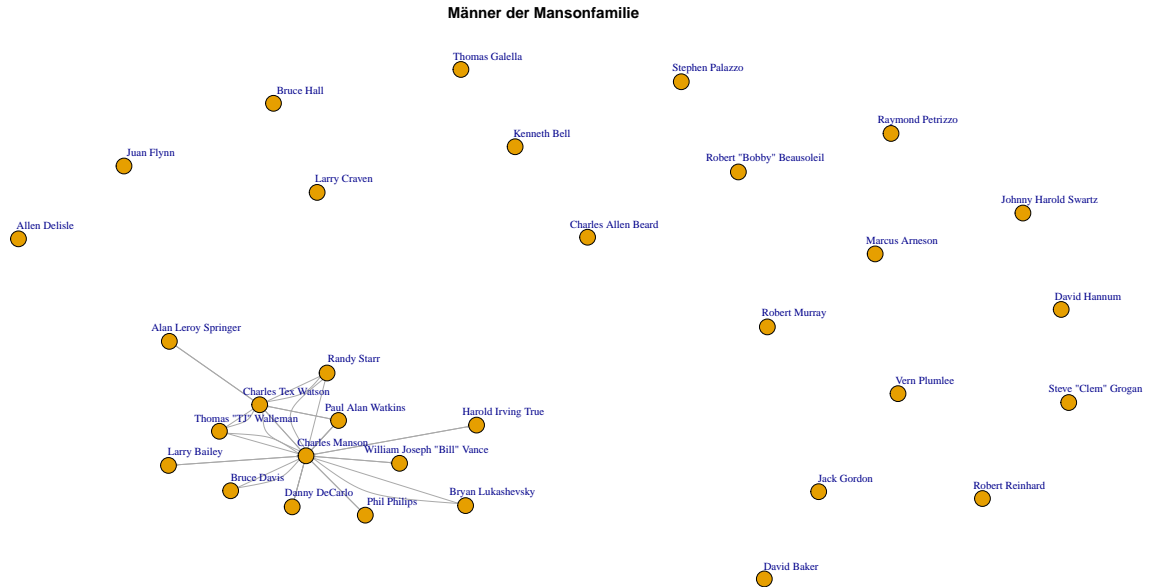 Männer der Mansonfamilie
Thomas Galella
Stephen Palazzo
Bruce Hall
Raymond Petrizzo
Kenneth Bell
Juan Flynn
Robert "Bobby" Beausoleil
Larry Craven
Johnny Harold Swartz
Allen Delisle
Charles Allen Beard
Marcus Arneson
David Hannum
Robert Murray
Alan Leroy Springer
Randy Starr
Vern Plumlee
Steve "Clem" Grogan
Charles Tex Watson
Paul Alan Watkins
Harold Irving True
Thomas "TJ" Walleman
Charles Manson
William Joseph "Bill" Vance
Larry Bailey
Bruce Davis
Jack Gordon
Robert Reinhard
Danny DeCarlo
Bryan Lukashevsky
Phil Philips
David Baker